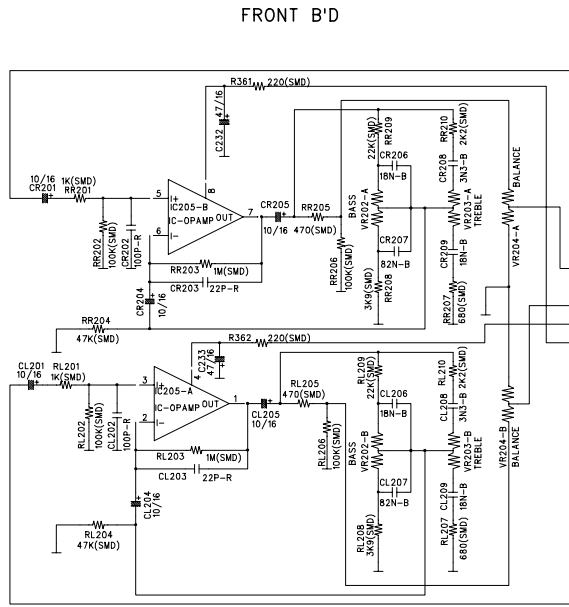 FRONT B'D
R361 220(SMD)
47/16
C232
10/16
CR201
1K(SMD)
RR201
RR202
100K(SMD)
CR202
100P-R
5
6
7
8
I+
I-
IC205-B
IC-OPAMP
OUT
CR205
10/16
RR205
470(SMD)
RR206
100K(SMD)
RR203
1M(SMD)
CR203
22P-R
CR204
10/16
RR204
47K(SMD)
22K(SMD)
RR209
CR206
18N-B
BASS
VR202-A
CR207
82N-B
3K9(SMD)
RR208
RR210
2K2(SMD)
CR208
3N3-B
VR203-A
TREBLE
CR209
18N-B
RR207
680(SMD)
BALANCE
VR204-A
R362
220(SMD)
C233
47/16
CL201
10/16
RL201
1K(SMD)
RL202
100K(SMD)
CL202
100P-R
3
2
1
4
I+
I-
IC205-A
IC-OPAMP
OUT
CL205
10/16
RL205
470(SMD)
RL206
100K(SMD)
RL203
1M(SMD)
CL203
22P-R
CL204
10/16
RL204
47K(SMD)
RL209
22K(SMD)
CL206
18N-B
BASS
VR202-B
CL207
82N-B
RL208
3K9(SMD)
RL210
2K2(SMD)
CL208
3N3-B
VR203-B
TREBLE
CL209
18N-B
RL207
680(SMD)
VR204-B
BALANCE